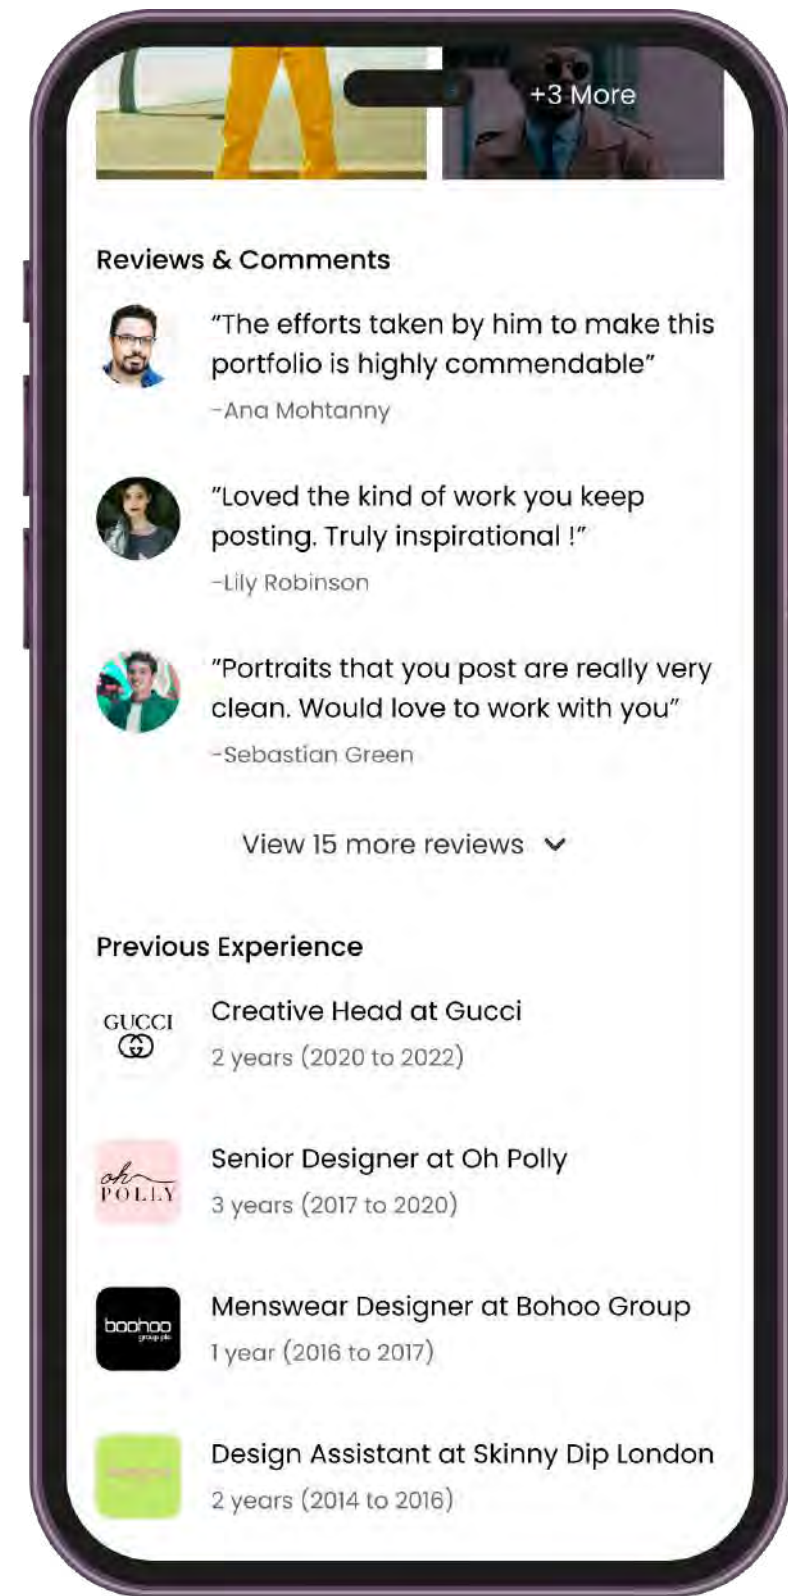 +3 More
Reviews & Comments
"The efforts taken by him to make this
portfolio is highly commendable"
-Ana Mohtanny
"Loved the kind of work you keep
posting. Truly inspirational !"
-Lily Robinson
"Portraits that you post are really very
clean. Would love to work with you"
-Sebastian Green
View 15 more reviews
Previous Experience
GUCCI
Creative Head at Gucci
2 years (2020 to 2022)
oh
POLLY
Senior Designer at Oh Polly
3 years (2017 to 2020)
boohoo
group plc
Menswear Designer at Bohoo Group
1 year (2016 to 2017)
Design Assistant at Skinny Dip London
2 years (2014 to 2016)